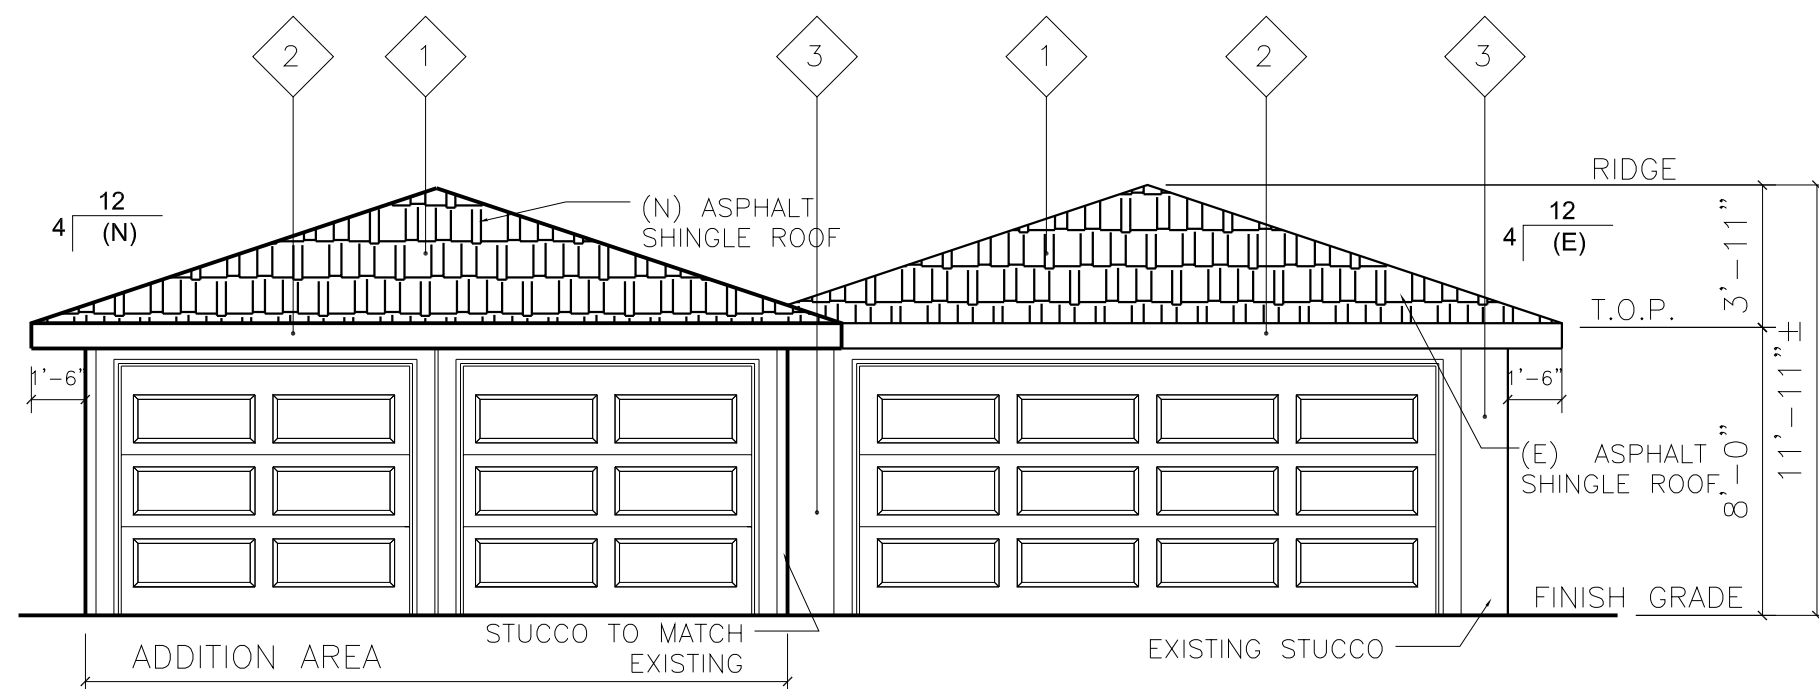 2
1
3
1
2
3
RIDGE
12
4
(N)
(N) ASPHALT
SHINGLE ROOF
12
4
(E)
3'-11"
T.O.P.
1'-6"
1'-6"
11'-11"±
8'-0"
(E) ASPHALT
SHINGLE ROOF
FINISH GRADE
STUCCO TO MATCH
EXISTING
EXISTING STUCCO
ADDITION AREA